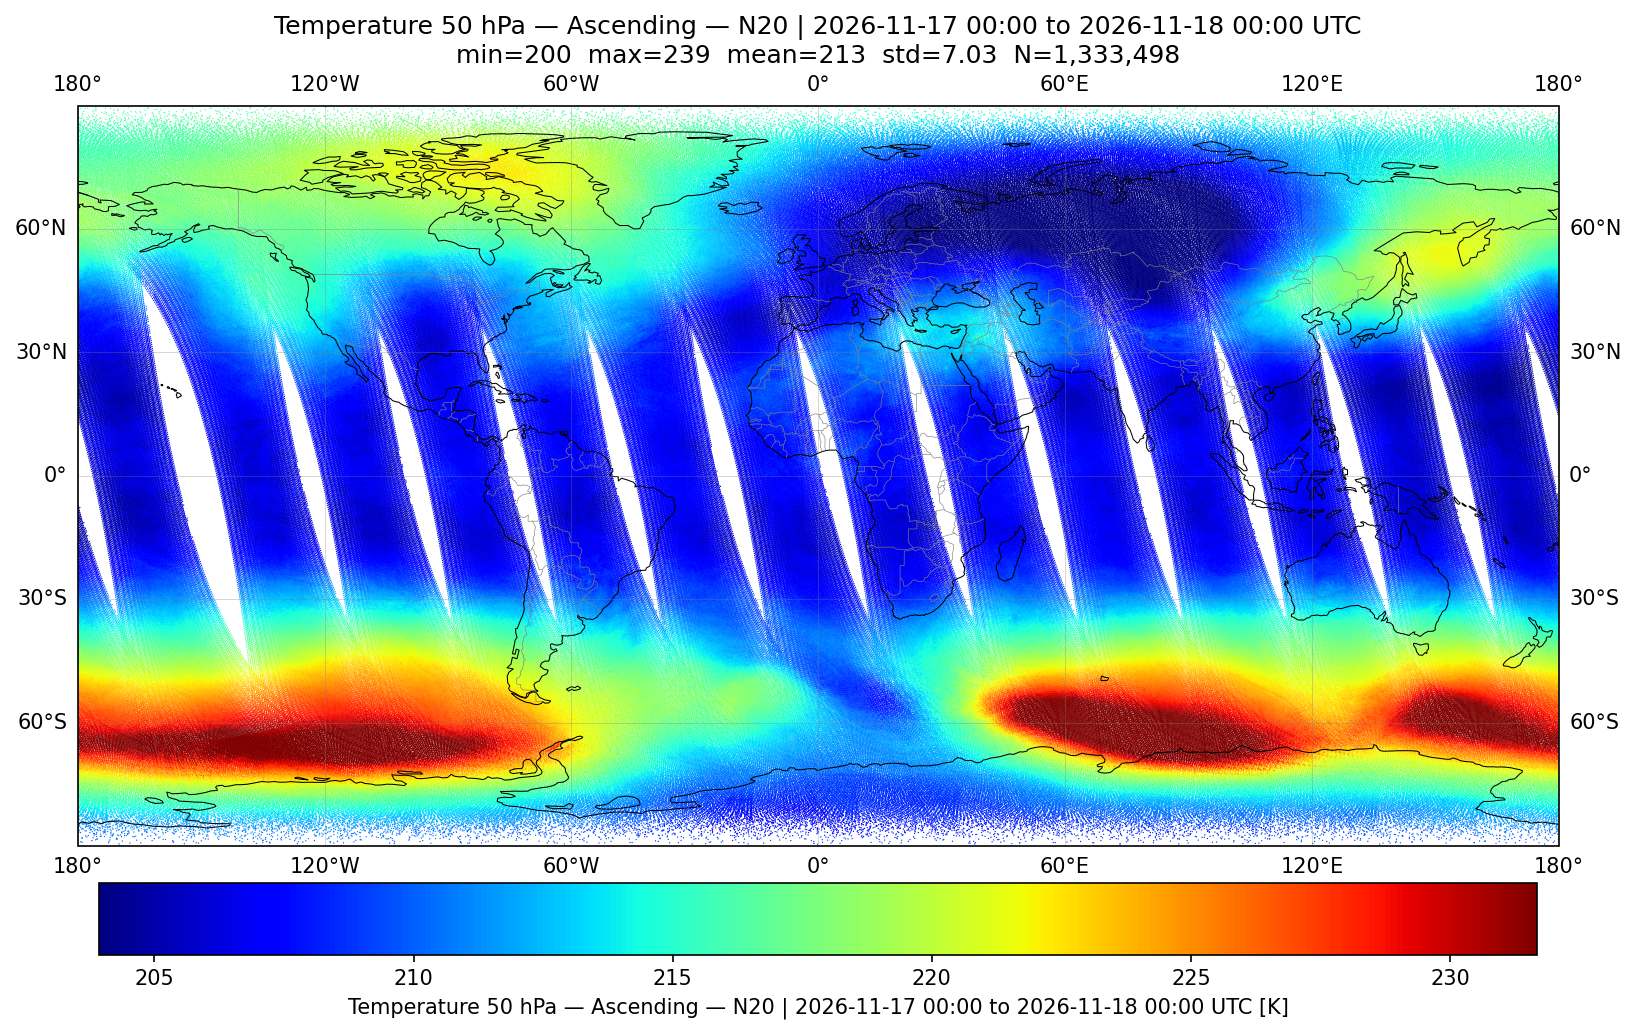 Temperature 50 hPa — Ascending — N20 | 2026-11-17 00:00 to 2026-11-18 00:00 UTC
min=200 max=239 mean=213 std=7.03 N=1,333,498
180° 120°W 60°W 0° 60°E 120°E 180°
60°N 60°N
30°N 30°N
0° 0°
30°S 30°S
60°S 60°S
180° 120°W 60°W 0° 60°E 120°E 180°
205 210 215 220 225 230
Temperature 50 hPa — Ascending — N20 | 2026-11-17 00:00 to 2026-11-18 00:00 UTC [K]